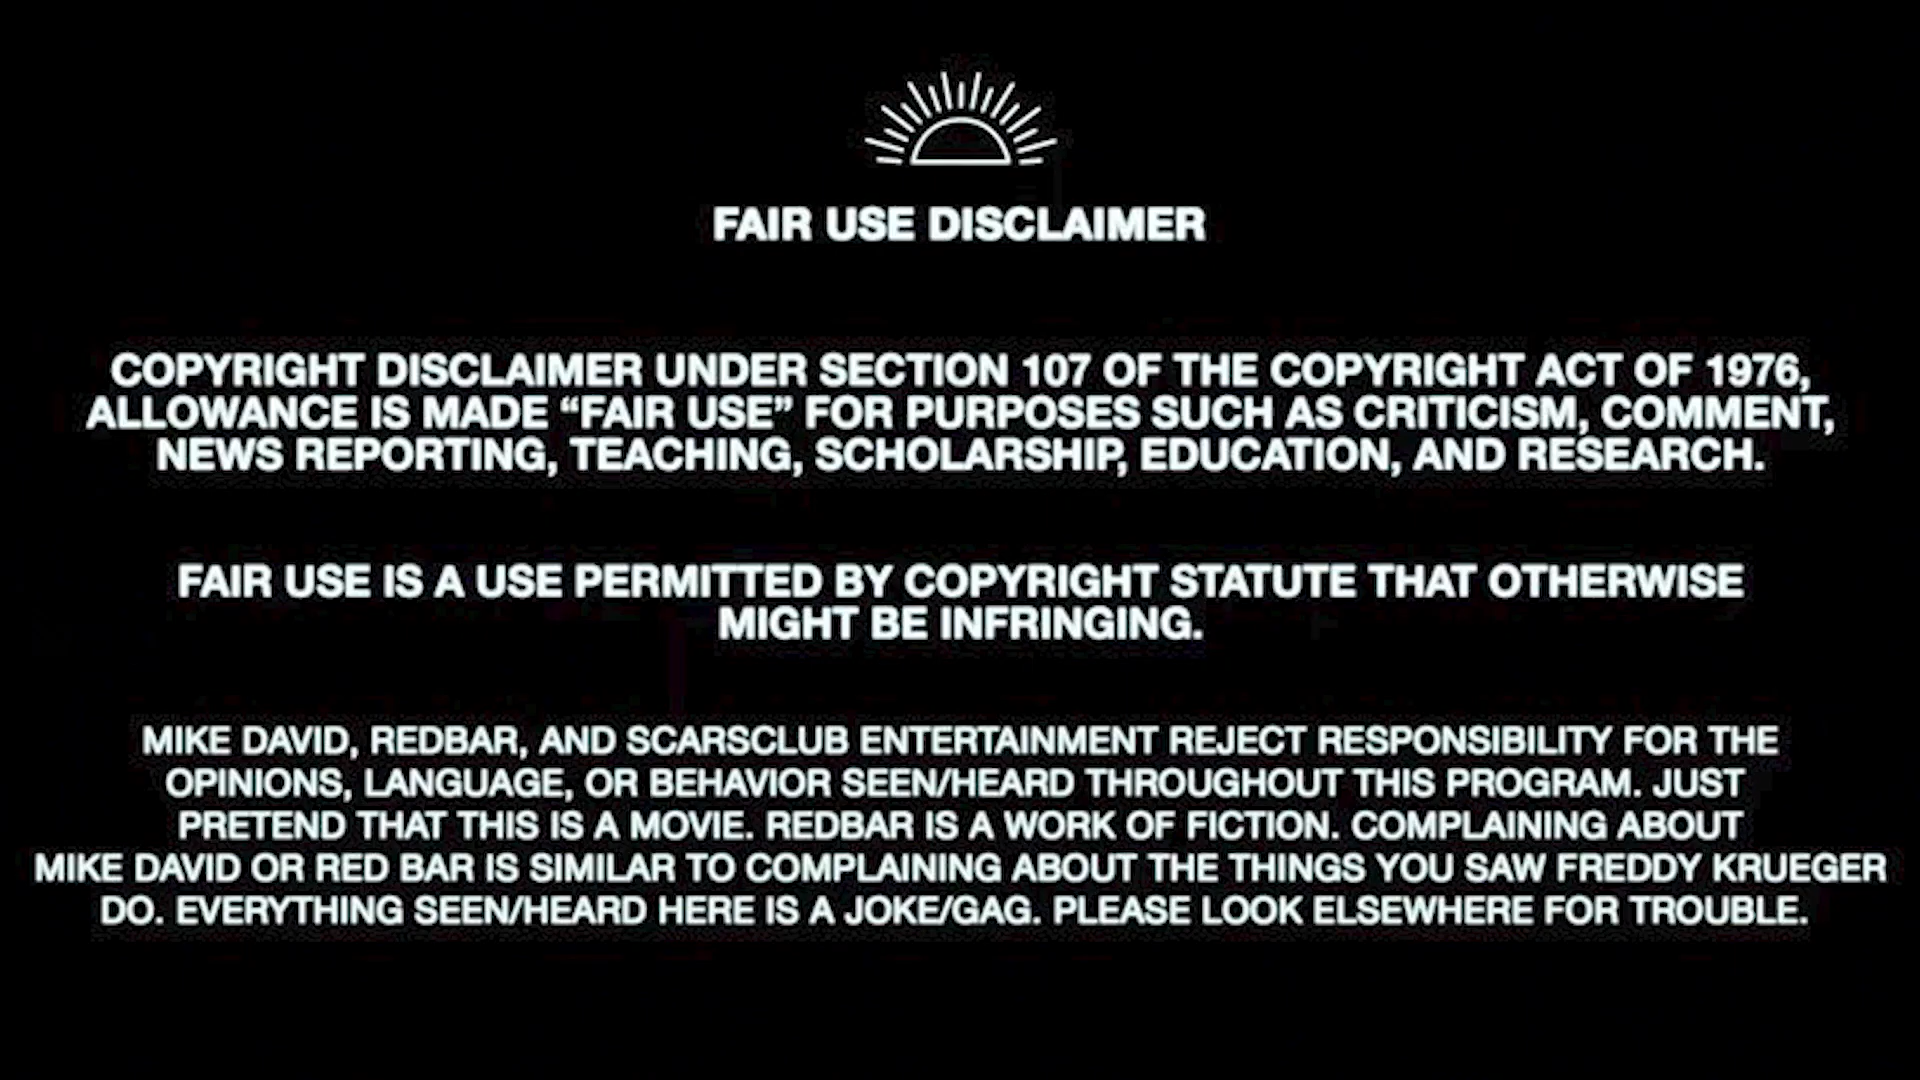 FAIR USE DISCLAIMER
COPYRIGHT DISCLAIMER UNDER SECTION 107 OF THE COPYRIGHT ACT OF 1976,
ALLOWANCE IS MADE “FAIR USE” FOR PURPOSES SUCH AS CRITICISM, COMMENT,
NEWS REPORTING, TEACHING, SCHOLARSHIP, EDUCATION, AND RESEARCH.
FAIR USE IS A USE PERMITTED BY COPYRIGHT STATUTE THAT OTHERWISE
MIGHT BE INFRINGING.
MIKE DAVID, REDBAR, AND SCARSCLUB ENTERTAINMENT REJECT RESPONSIBILITY FOR THE
OPINIONS, LANGUAGE, OR BEHAVIOR SEEN/HEARD THROUGHOUT THIS PROGRAM. JUST
PRETEND THAT THIS IS A MOVIE. REDBAR IS A WORK OF FICTION. COMPLAINING ABOUT
MIKE DAVID OR RED BAR IS SIMILAR TO COMPLAINING ABOUT THE THINGS YOU SAW FREDDY KRUEGER
DO. EVERYTHING SEEN/HEARD HERE IS A JOKE/GAG. PLEASE LOOK ELSEWHERE FOR TROUBLE.